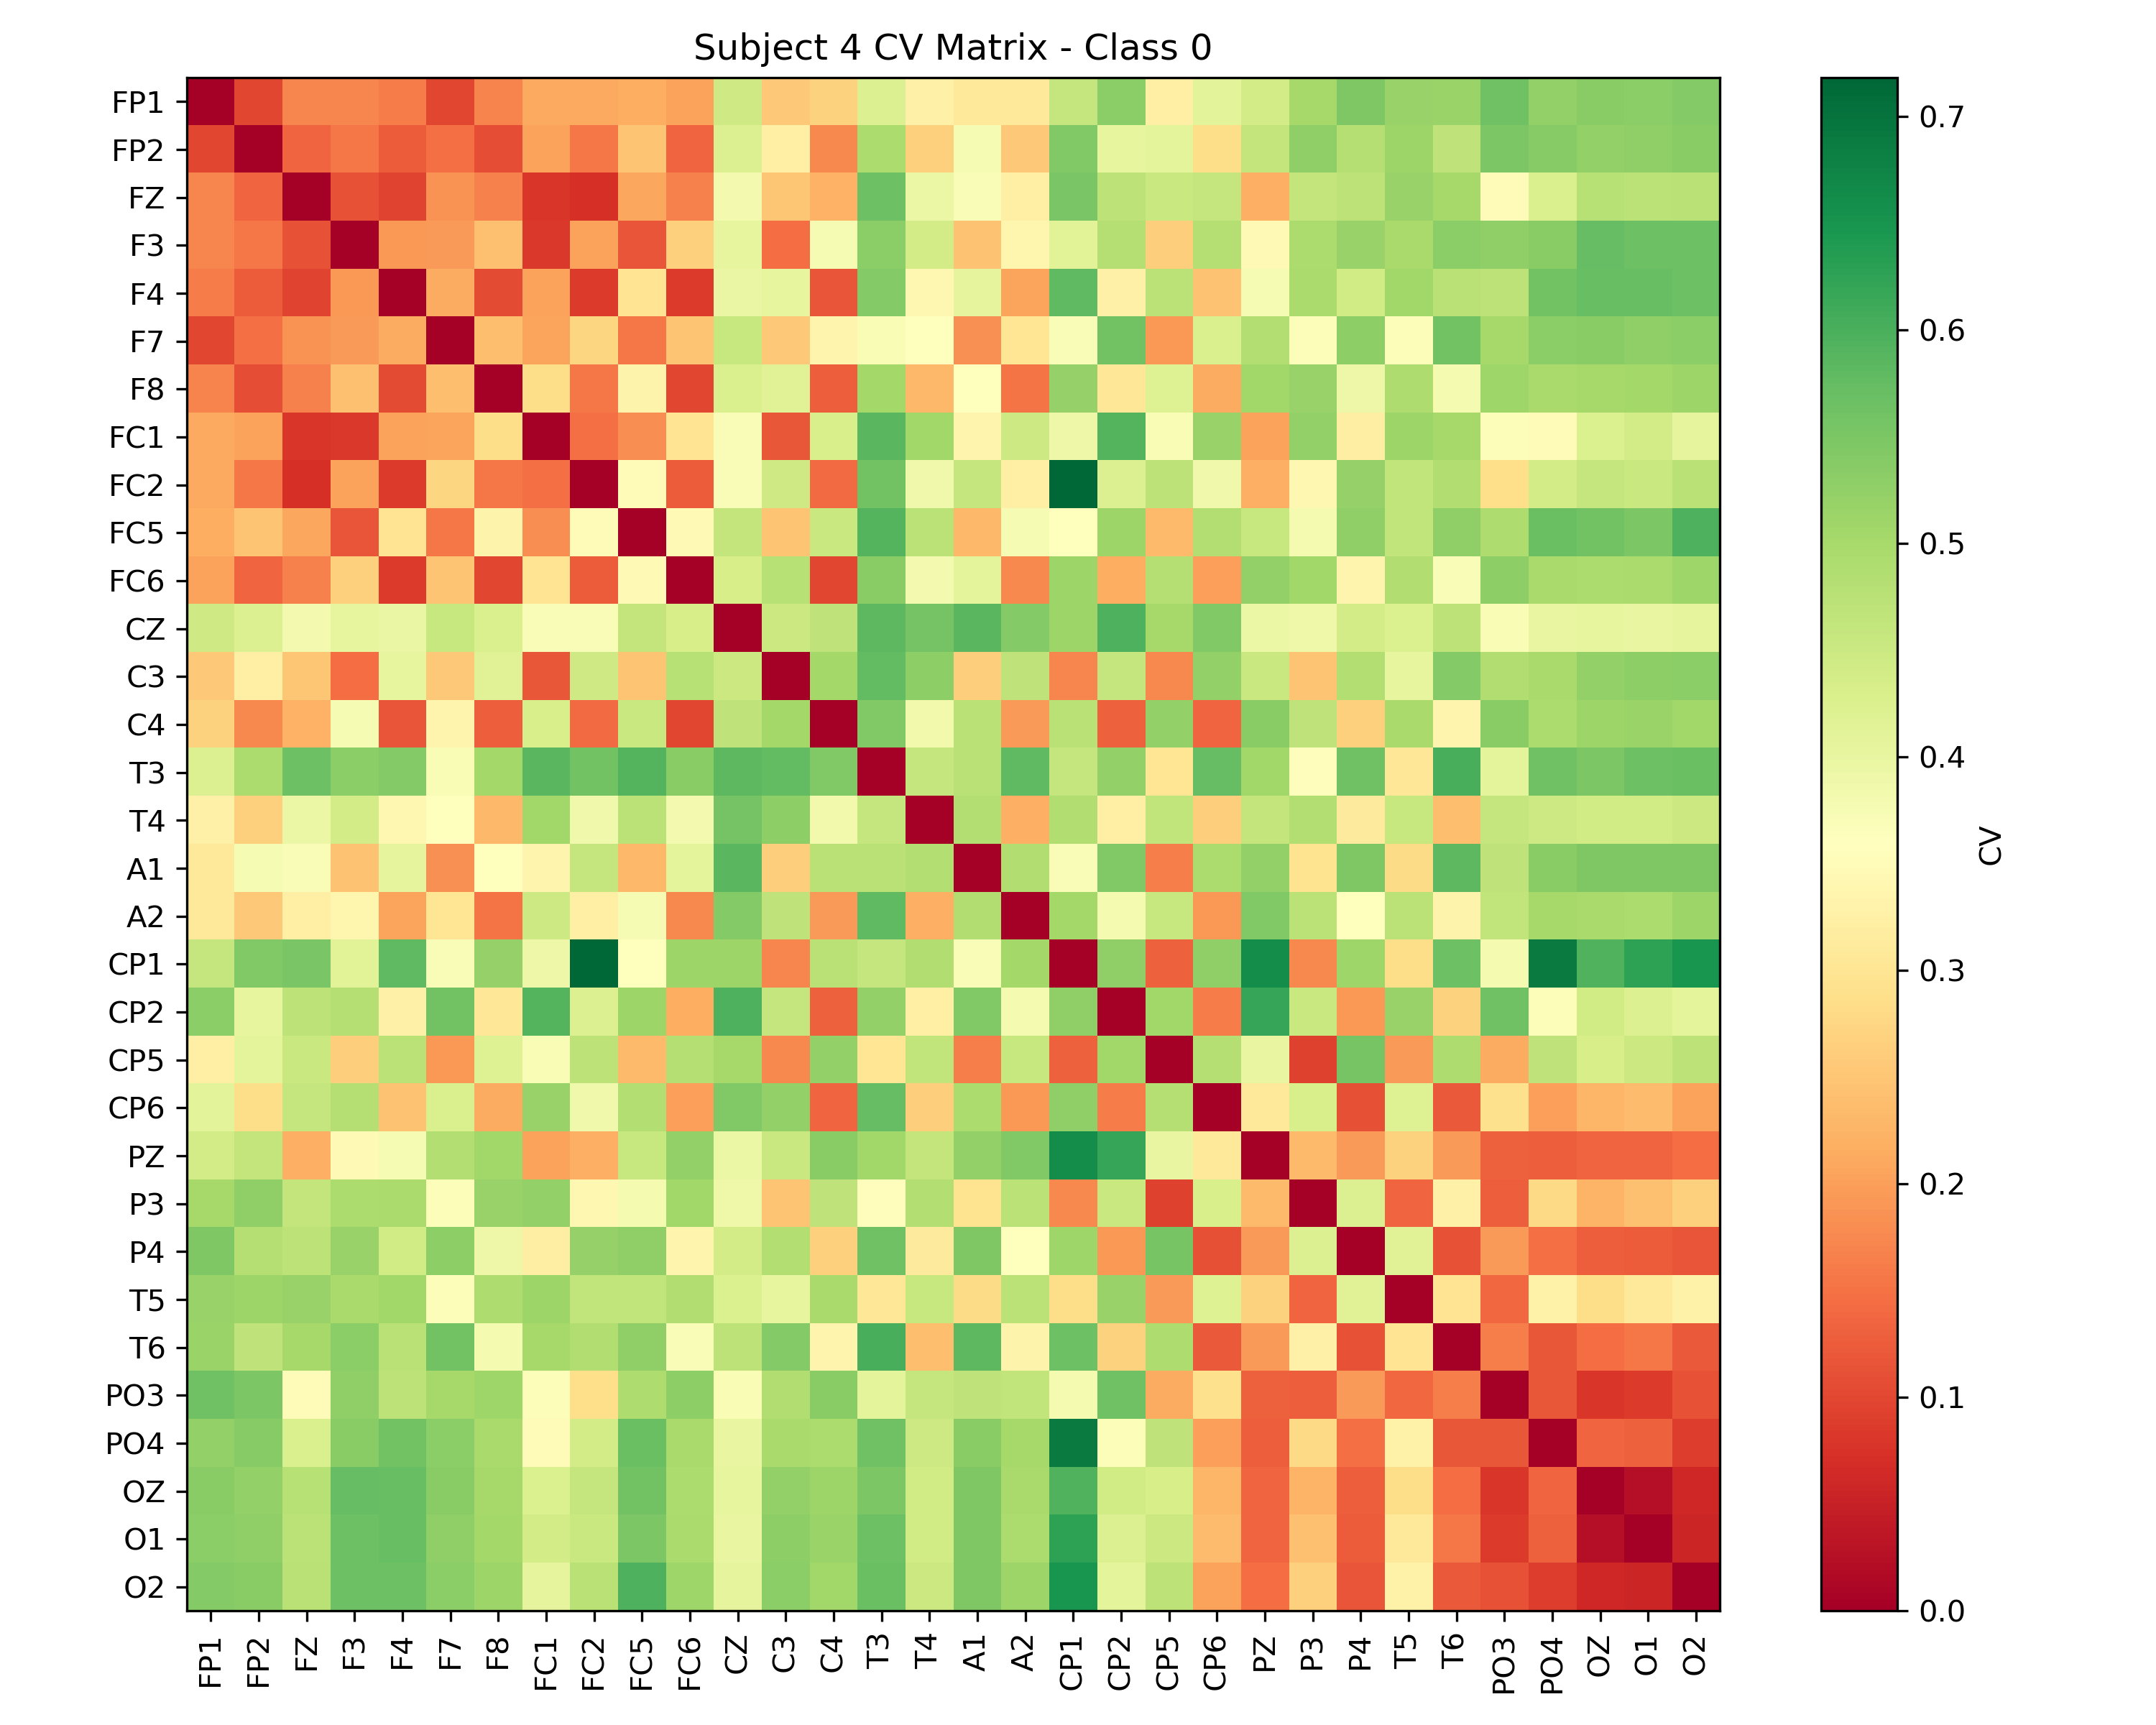 Subject 4 CV Matrix - Class 0
FP1
FP2
FZ
F3
F4
F7
F8
FC1
FC2
FC5
FC6
CZ
C3
C4
T3
T4
A1
A2
CP1
CP2
CP5
CP6
PZ
P3
P4
T5
T6
PO3
PO4
OZ
O1
O2
FP1 FP2 FZ F3 F4 F7 F8 FC1 FC2 FC5 FC6 CZ C3 C4 T3 T4 A1 A2 CP1 CP2 CP5 CP6 PZ P3 P4 T5 T6 PO3 PO4 OZ O1 O2
0.7
0.6
0.5
0.4
0.3
0.2
0.1
0.0
CV